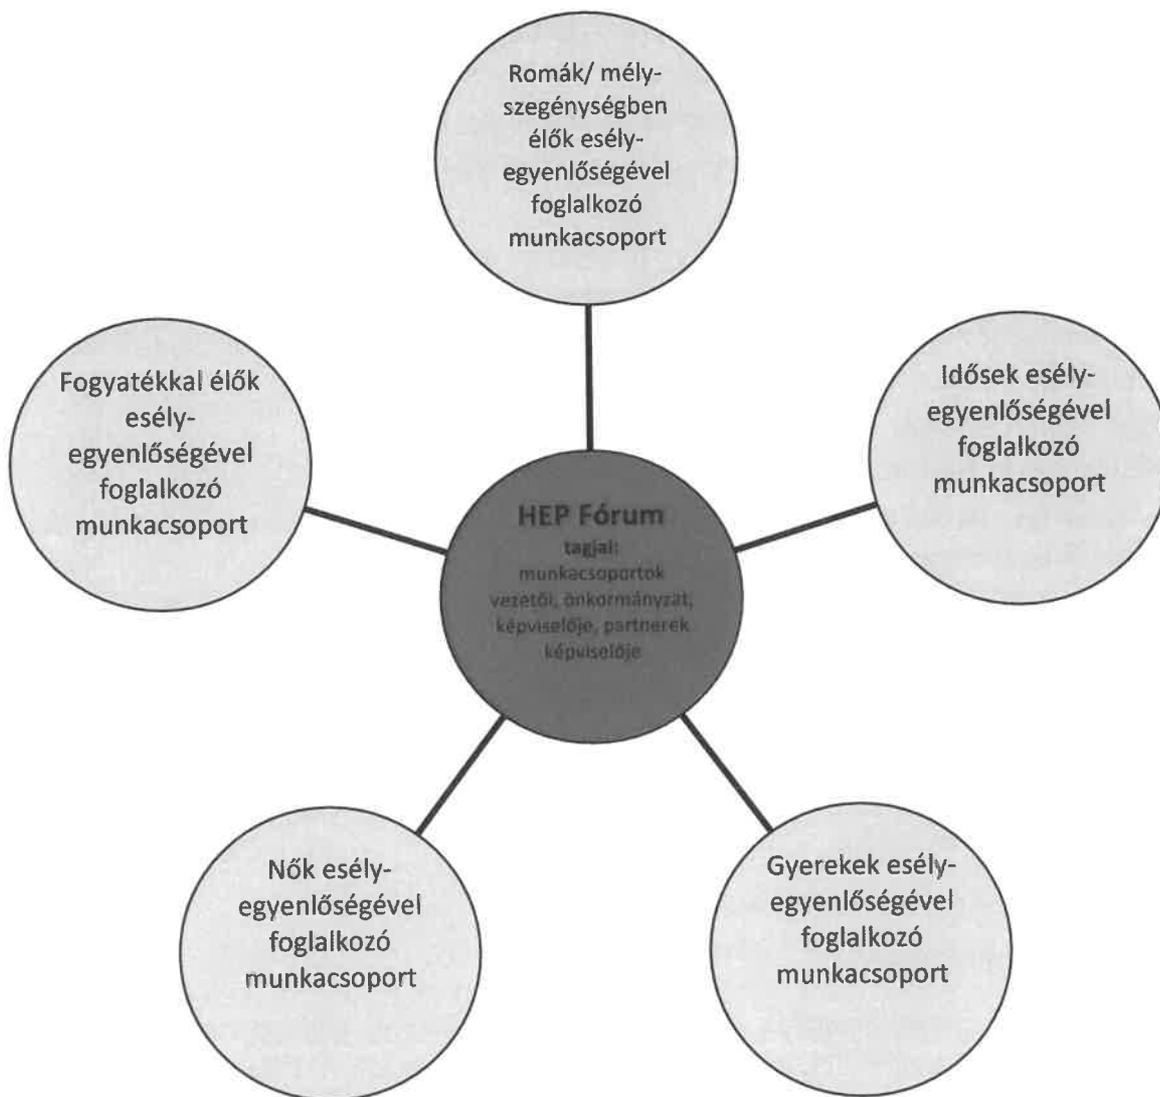 Romák/ mély-
szegénységben
élők esély-
egyenlőségével
foglalkozó
munkacsoport
Fogyatékkal élők
esély-
egyenlőségével
foglalkozó
munkacsoport
Idősek esély-
egyenlőségével
foglalkozó
munkacsoport
HEP Fórum
tagjai:
munkacsoportok
vezetői, önkormányzat,
képviselője, partnerek
képviselője
Nők esély-
egyenlőségével
foglalkozó
munkacsoport
Gyerekek esély-
egyenlőségével
foglalkozó
munkacsoport